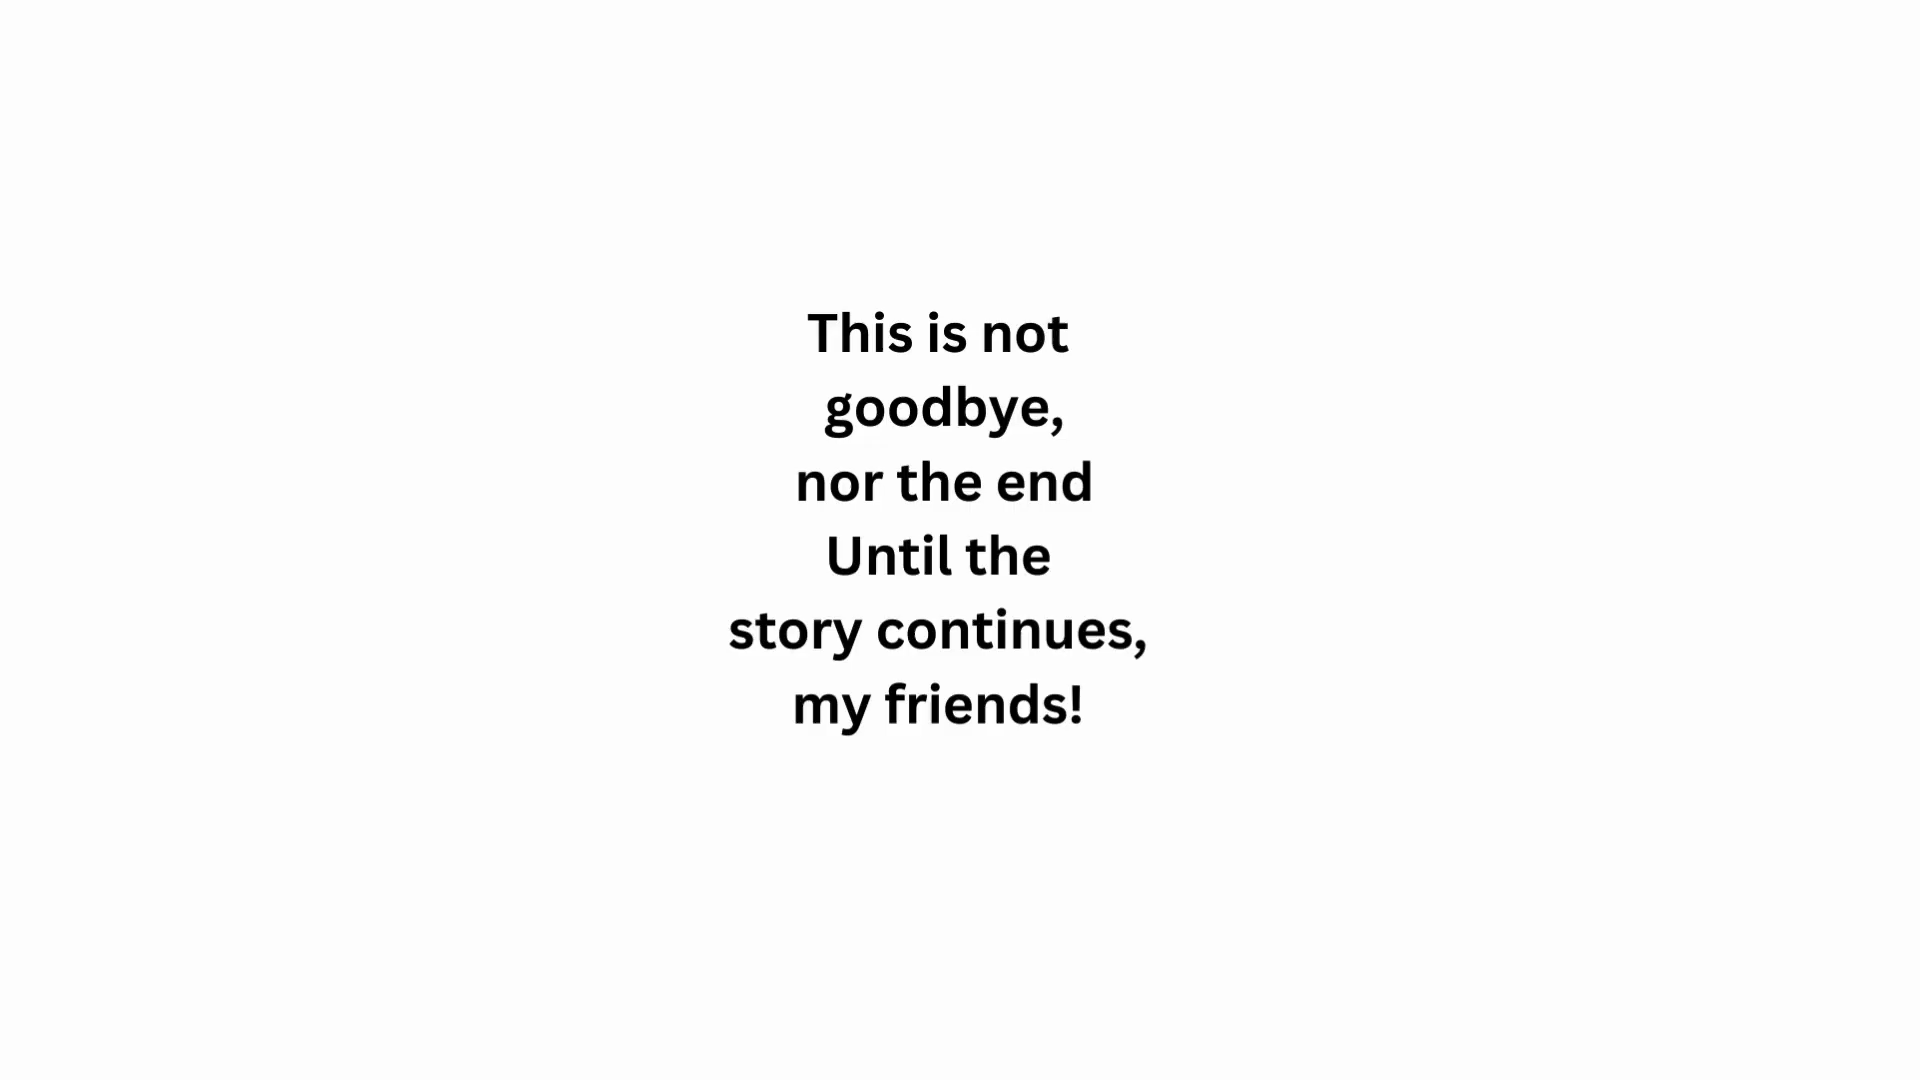 This is not
goodbye,
nor the end
Until the
story continues,
my friends!